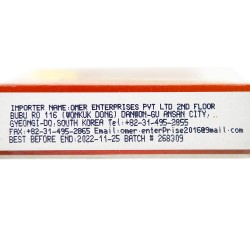 IMPORTER NAME:OMER ENTERPRISES PVT LTD 2ND FLOOR
BUBU RO 116 (WONKUK DONG) DANWON-GU ANSAN CITY, ..
GYEONGI-DO,SOUTH KOREA Tel:+82-31-495-2855
FAX:+82-31-495-2865 Email:omer.enterPrise2016@mail.com
BEST BEFORE END:2022-11-25 BATCH # 268309